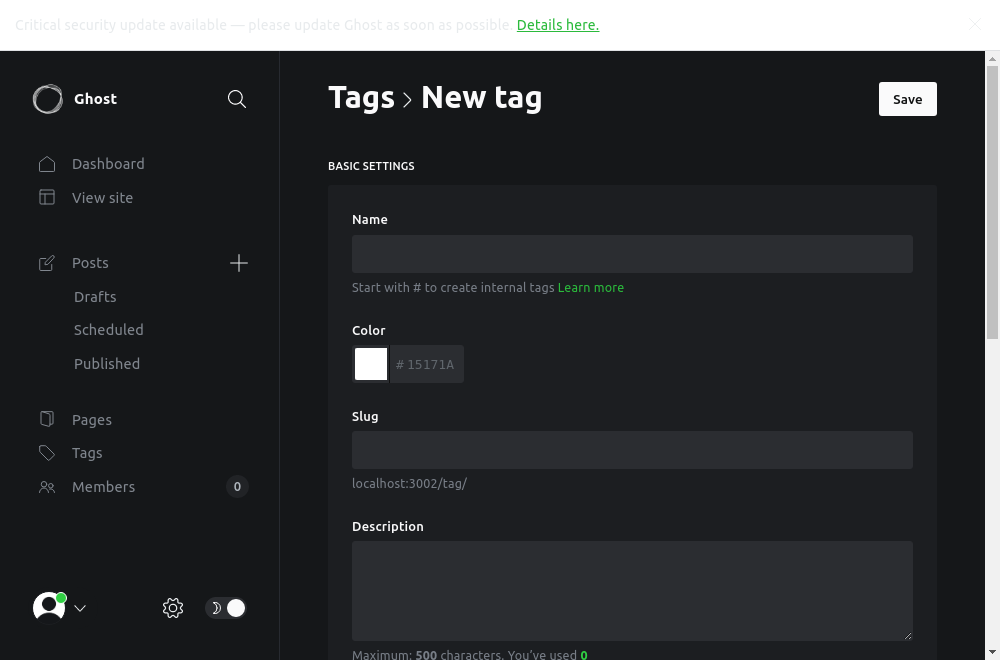 Critical security update available — please update Ghost as soon as possible. Details here.
Ghost
Dashboard
View site
Posts
Drafts
Scheduled
Published
Pages
Tags
Members
0
Tags > New tag
Save
BASIC SETTINGS
Name
Start with # to create internal tags Learn more
Color
# 15171A
Slug
localhost:3002/tag/
Description
Maximum: 500 characters. You’ve used 0